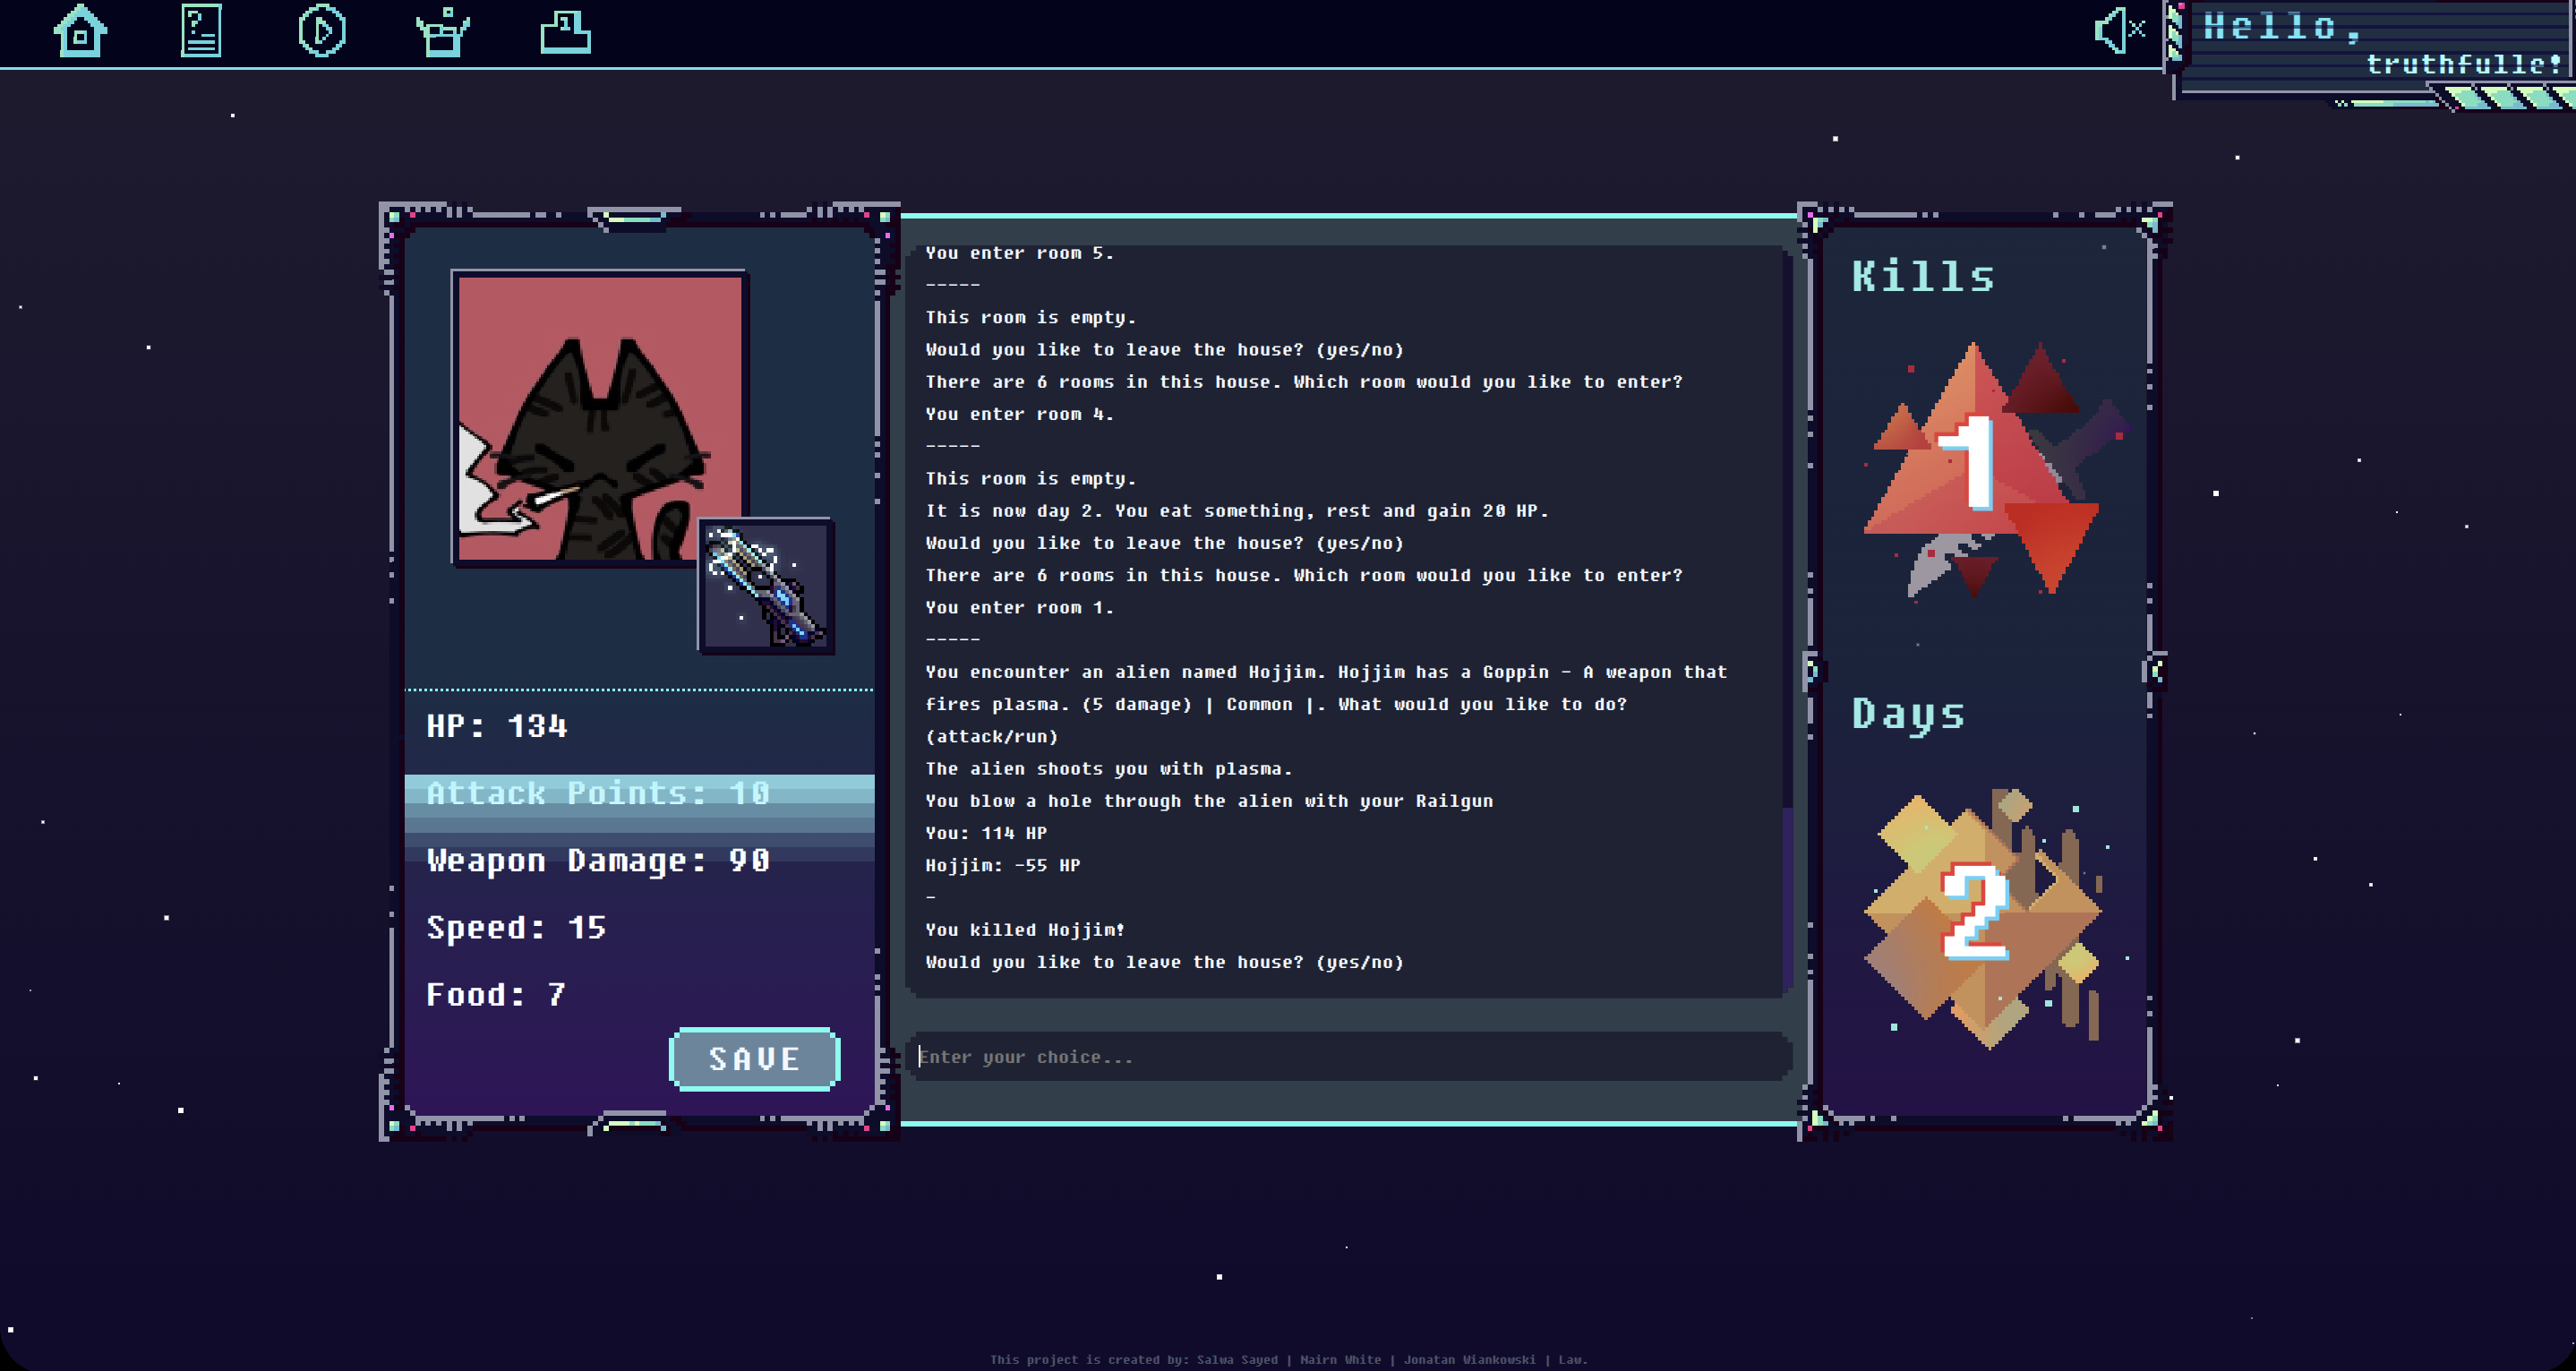 Hello,
truthfulle!
HP: 134
Attack Points: 10
Weapon Damage: 90
Speed: 15
Food: 7
SAVE
You enter room 5.
-----
This room is empty.
Would you like to leave the house? (yes/no)
There are 6 rooms in this house. Which room would you like to enter?
You enter room 4.
-----
This room is empty.
It is now day 2. You eat something, rest and gain 20 HP.
Would you like to leave the house? (yes/no)
There are 6 rooms in this house. Which room would you like to enter?
You enter room 1.
-----
You encounter an alien named Hojjim. Hojjim has a Goppin - A weapon that
fires plasma. (5 damage) | Common |. What would you like to do?
(attack/run)
The alien shoots you with plasma.
You blow a hole through the alien with your Railgun
You: 114 HP
Hojjim: -55 HP
-
You killed Hojjim!
Would you like to leave the house? (yes/no)
Enter your choice...
Kills
1
Days
2
This project is created by: Salwa Sayed | Nairn White | Jonatan Wiankowski | Law.